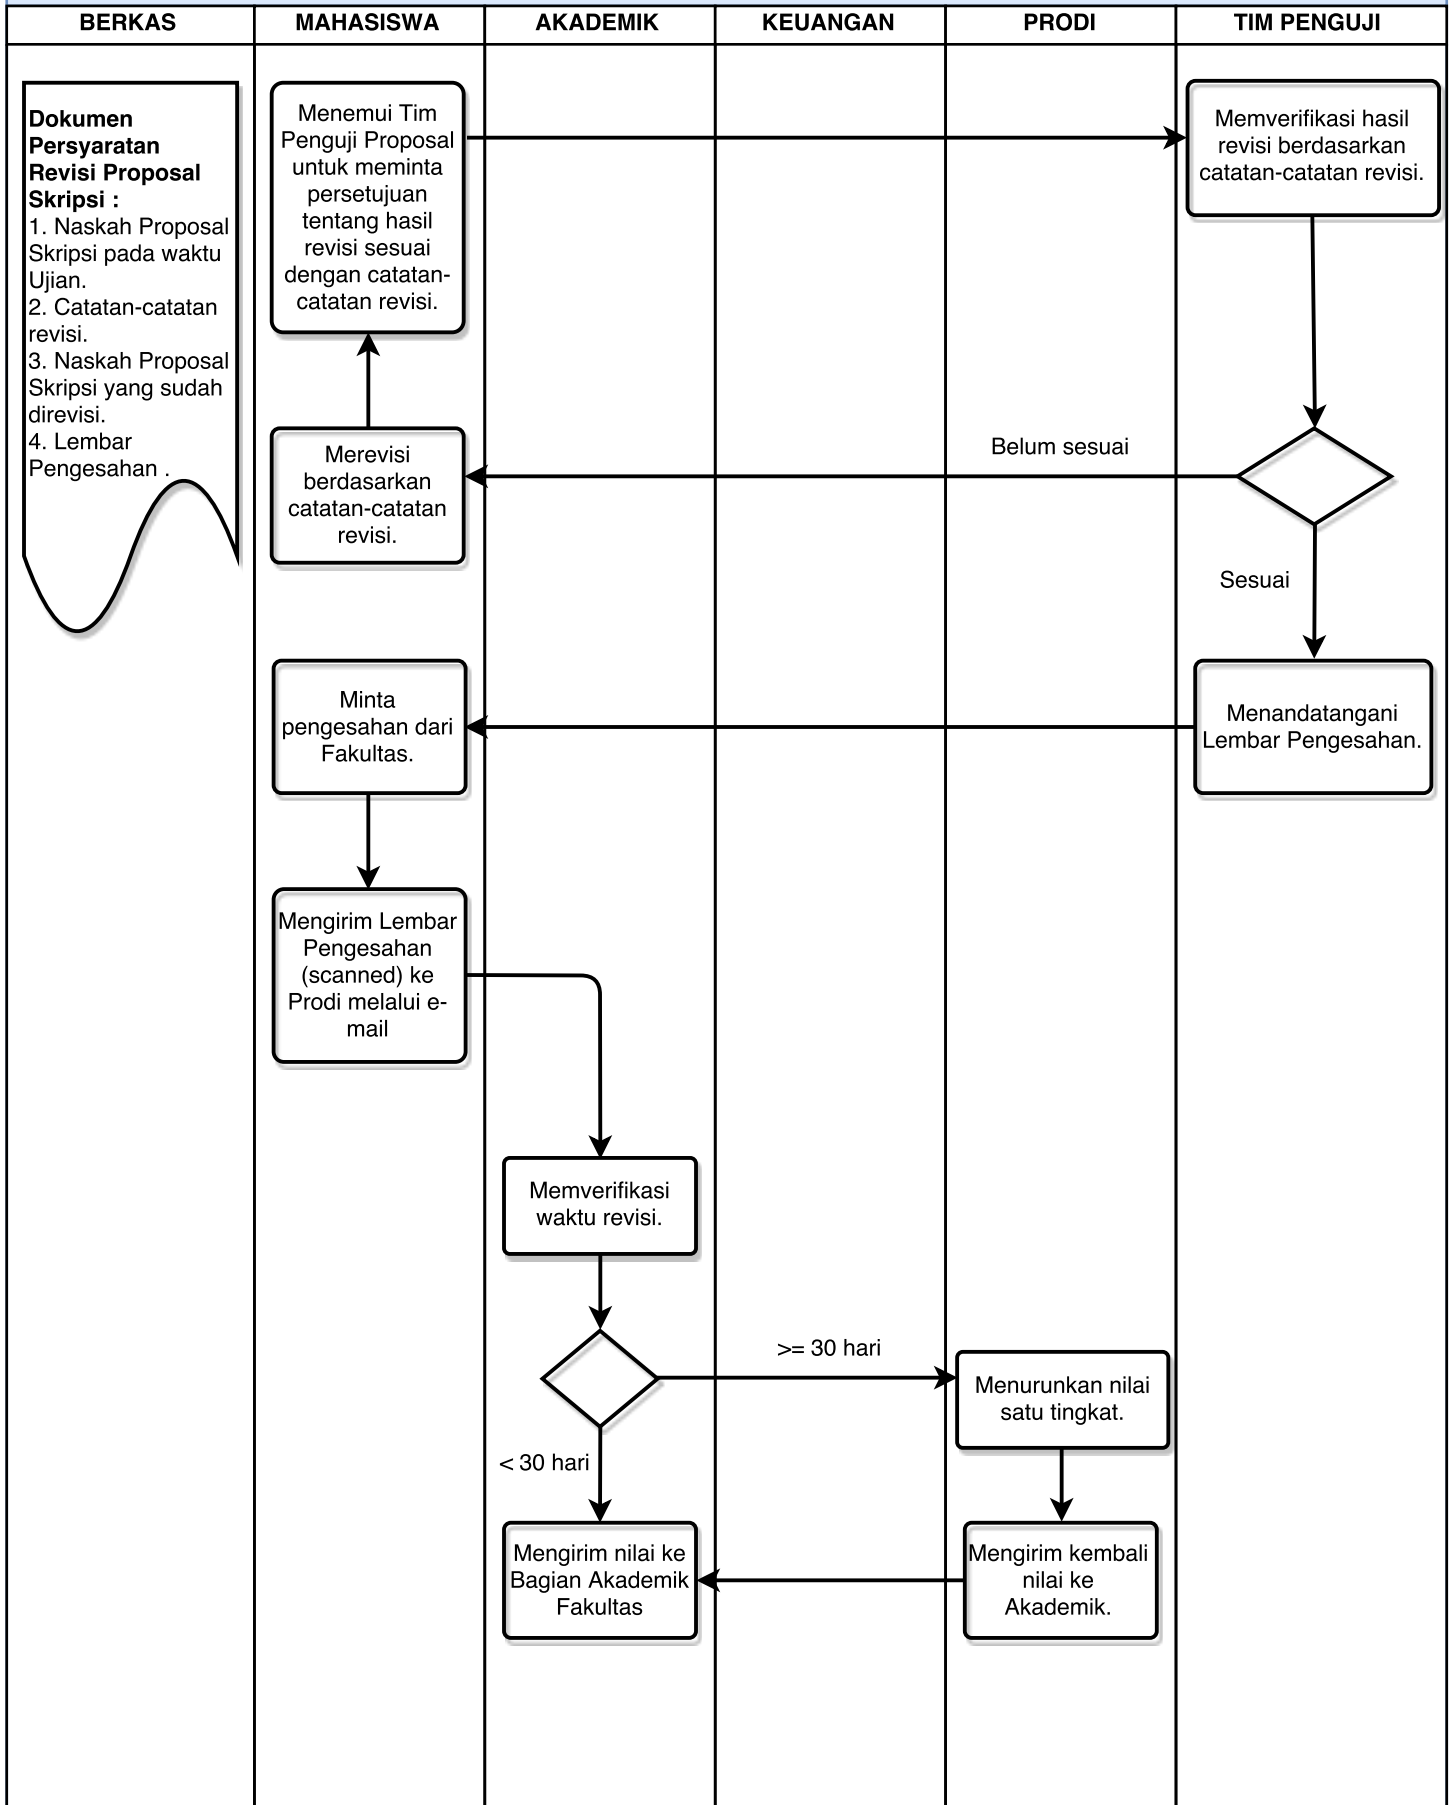 BERKAS
MAHASISWA
AKADEMIK
KEUANGAN
PRODI
TIM PENGUJI
Dokumen
Persyaratan
Revisi Proposal
Skripsi :
1. Naskah Proposal
Skripsi pada waktu
Ujian.
2. Catatan-catatan
revisi.
3. Naskah Proposal
Skripsi yang sudah
direvisi.
4. Lembar
Pengesahan .
Menemui Tim
Penguji Proposal
untuk meminta
persetujuan
tentang hasil
revisi sesuai
dengan catatan-
catatan revisi.
Memverifikasi hasil
revisi berdasarkan
catatan-catatan revisi.
Belum sesuai
Merevisi
berdasarkan
catatan-catatan
revisi.
Sesuai
Menandatangani
Lembar Pengesahan.
Minta
pengesahan dari
Fakultas.
Mengirim Lembar
Pengesahan
(scanned) ke
Prodi melalui e-
mail
Memverifikasi
waktu revisi.
>= 30 hari
Menurunkan nilai
satu tingkat.
< 30 hari
Mengirim nilai ke
Bagian Akademik
Fakultas
Mengirim kembali
nilai ke
Akademik.